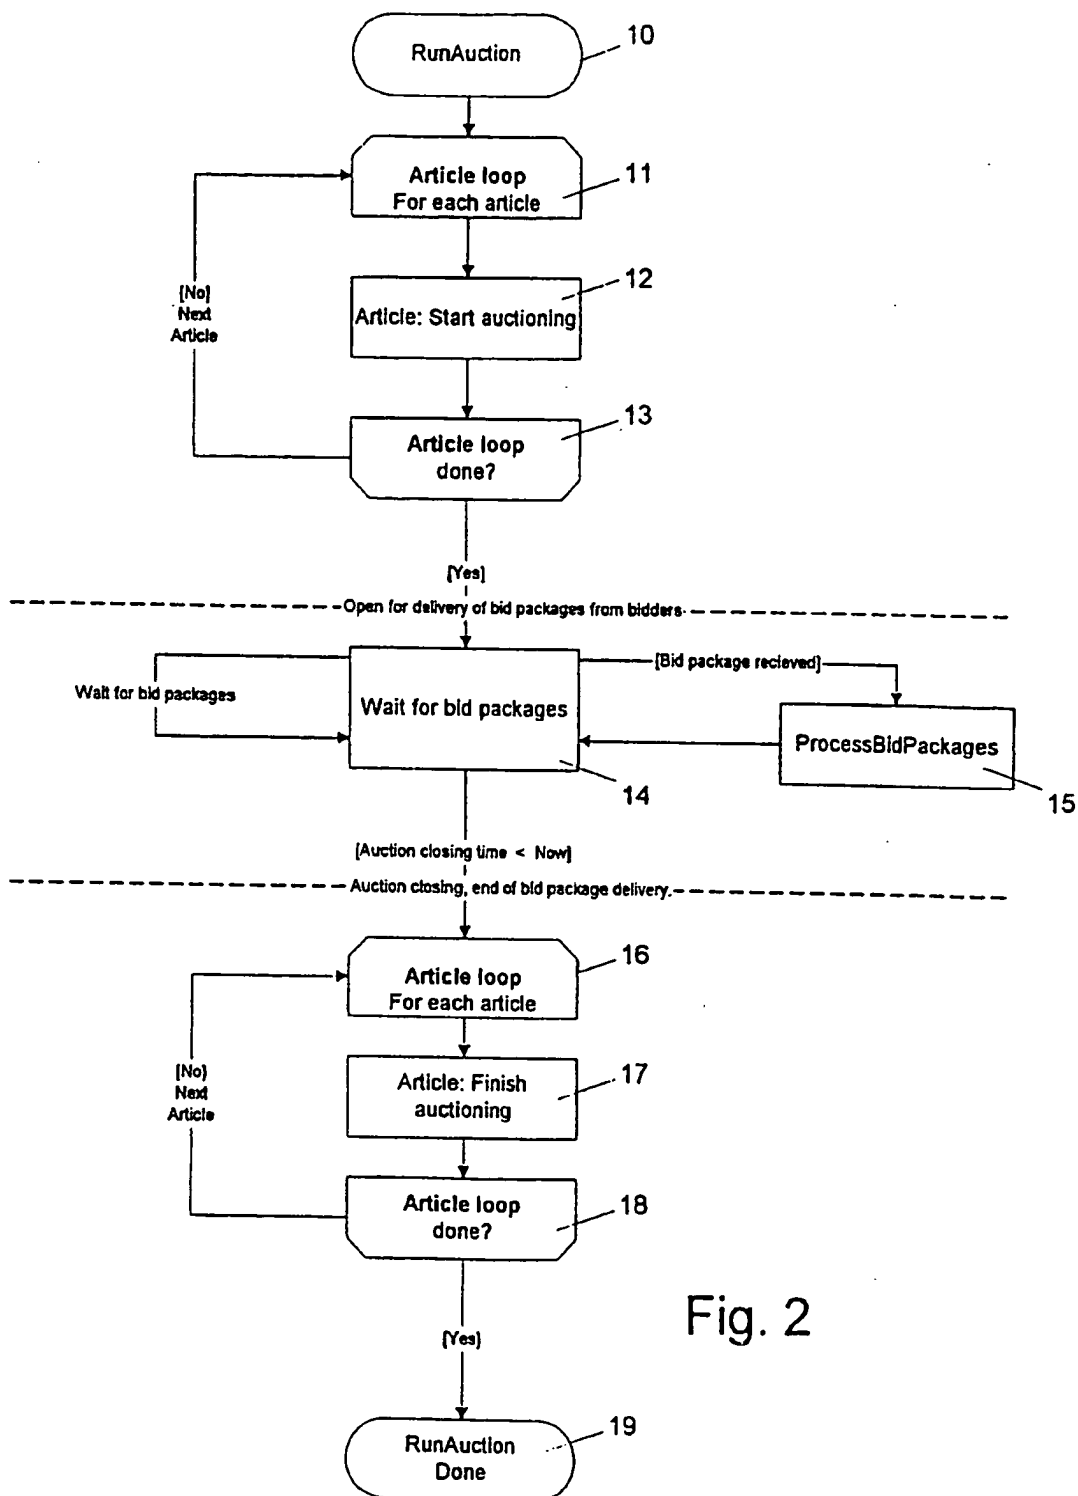 RunAuction
10
Article loop
For each article
11
12
Article: Start auctioning
[No]
Next
Article
13
Article loop
done?
[Yes]
Open for delivery of bid packages from bidders
Wait for bid packages
Wait for bid packages
14
[Bid package recieved]
ProcessBidPackages
15
[Auction closing time < Now]
Auction closing, end of bid package delivery.
16
Article loop
For each article
[No]
Next
Article
Article: Finish
auctioning
17
Article loop
done?
18
[Yes]
Fig. 2
RunAuction
Done
19